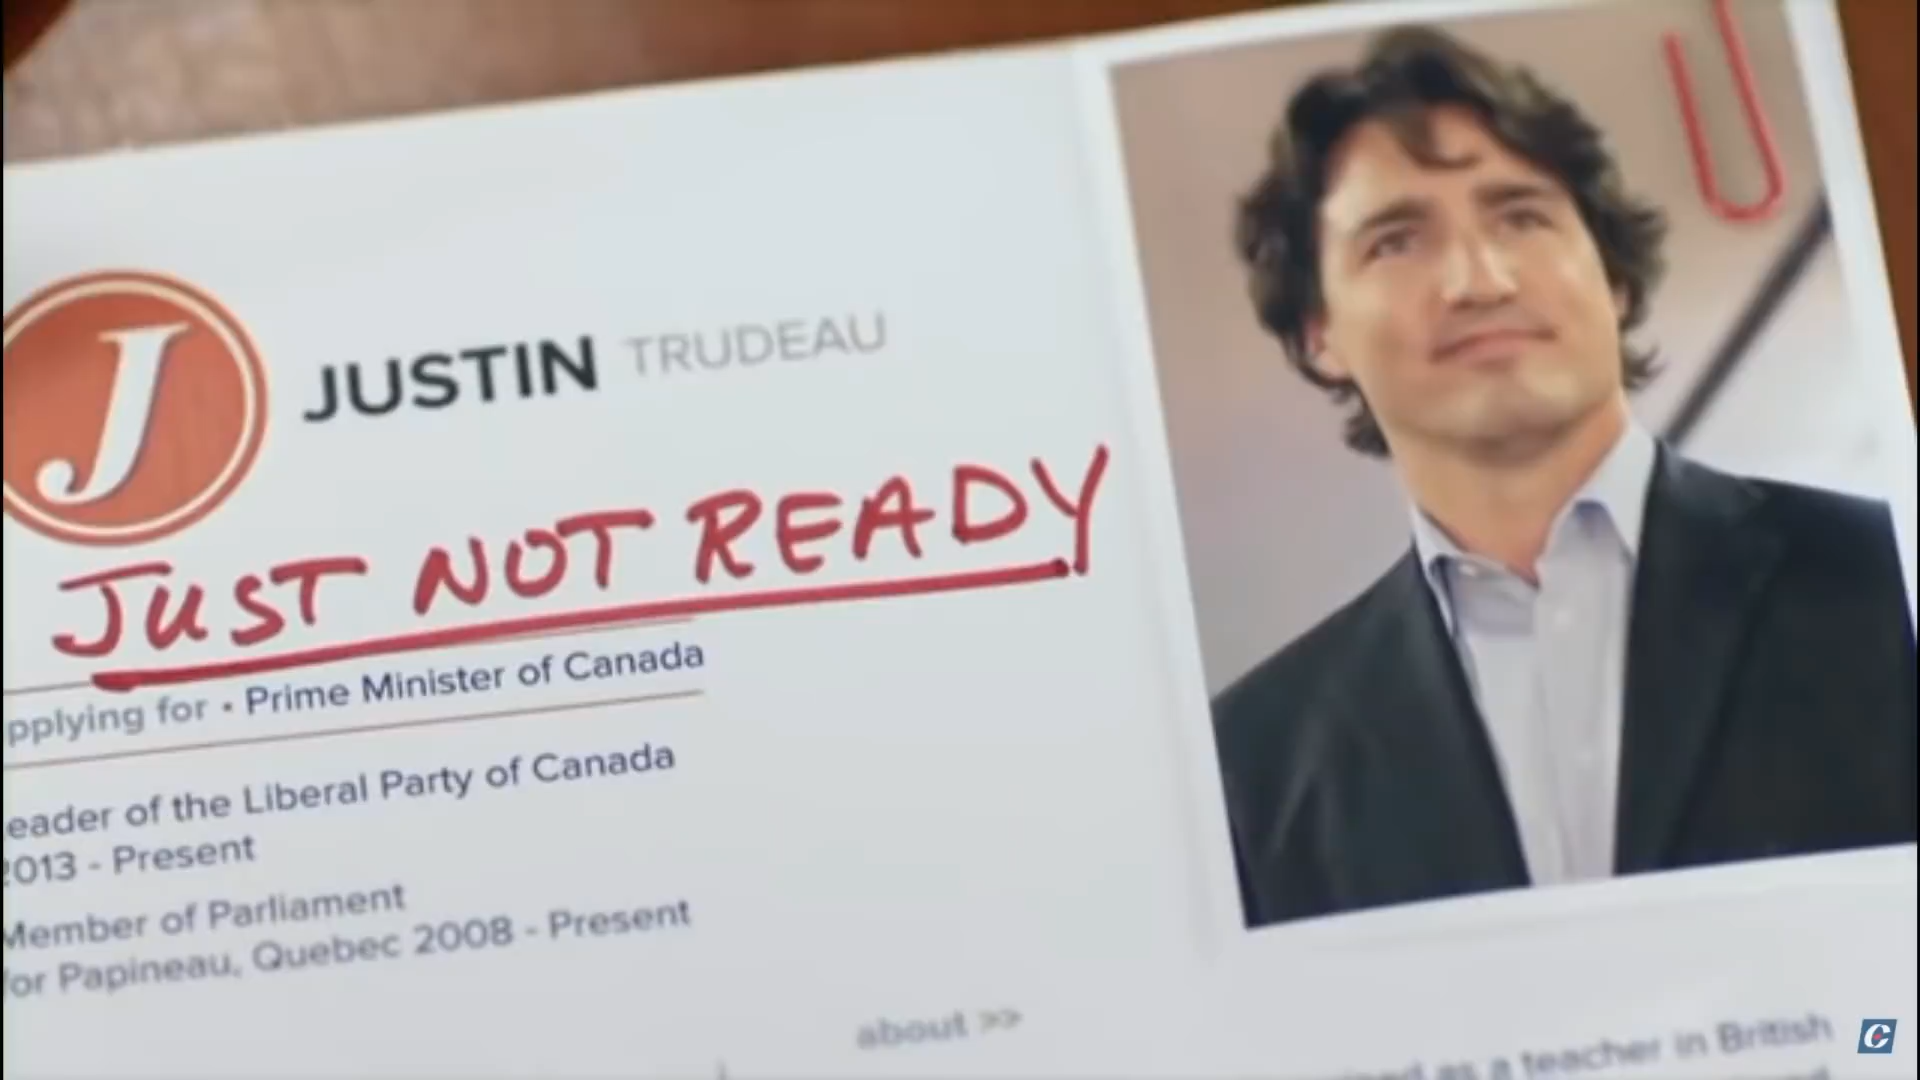 J
JUSTIN TRUDEAU
JUST NOT READY
pplying for • Prime Minister of Canada
eader of the Liberal Party of Canada
2013 - Present
Member of Parliament
for Papineau, Quebec 2008 - Present
about >>
as a teacher in British
C